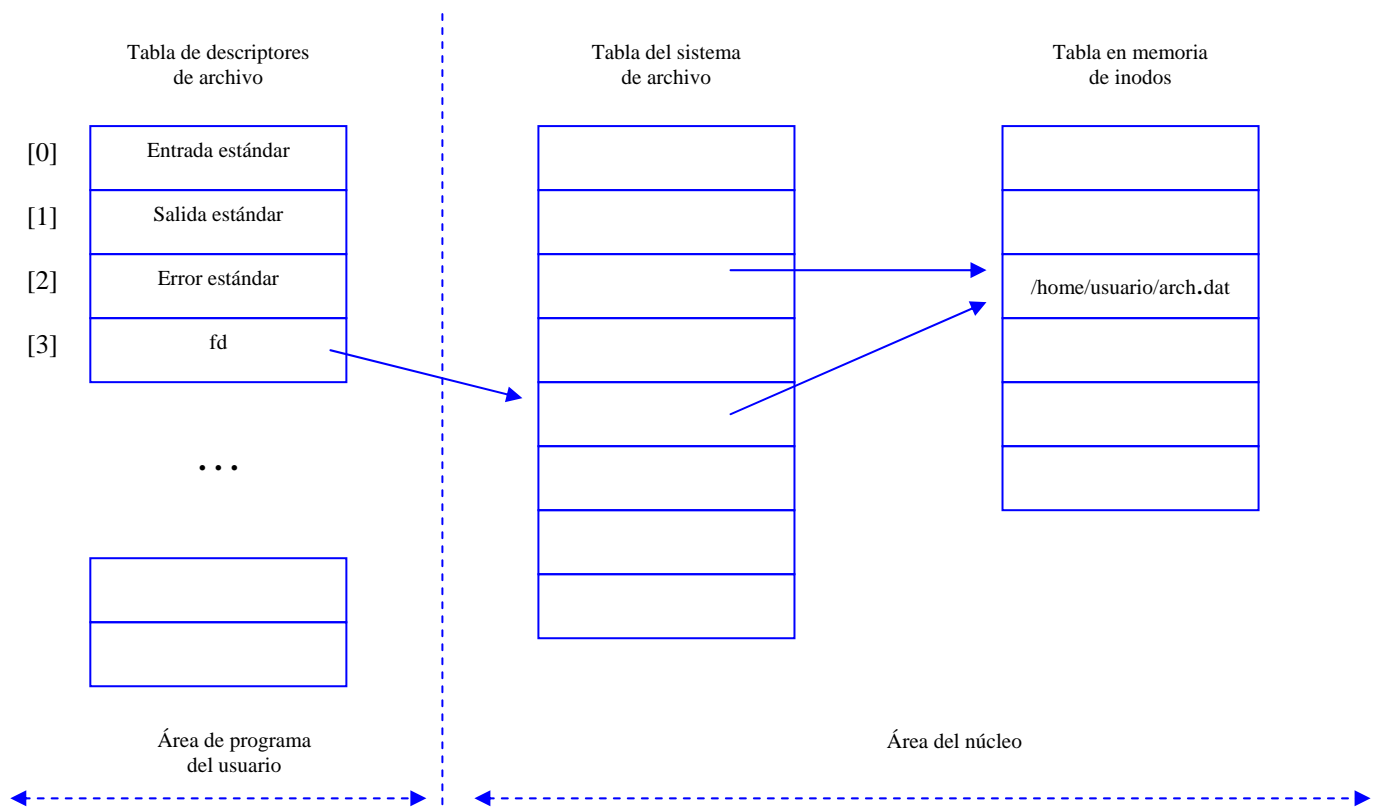 Tabla de descriptores
de archivo
Tabla del sistema
de archivo
Tabla en memoria
de inodos
[0] Entrada estándar
[1] Salida estándar
[2] Error estándar
/home/usuario/arch.dat
[3] fd
...
Área de programa
del usuario
Área del núcleo